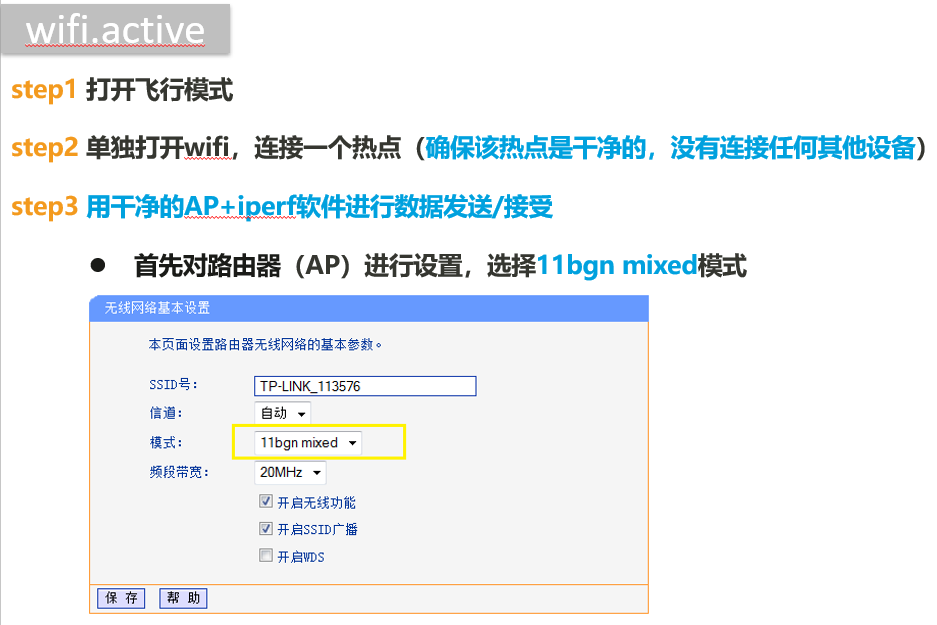 wifi.active
step1 打开飞行模式
step2 单独打开wifi，连接一个热点（确保该热点是干净的，没有连接任何其他设备）
step3 用干净的AP+iperf软件进行数据发送/接受
● 首先对路由器（AP）进行设置，选择11bgn mixed模式
无线网络基本设置
本页面设置路由器无线网络的基本参数。
SSID号： TP-LINK_113576
信道： 自动
模式： 11bgn mixed
频段带宽： 20MHz
开启无线功能
开启SSID广播
开启WDS
保 存 帮 助